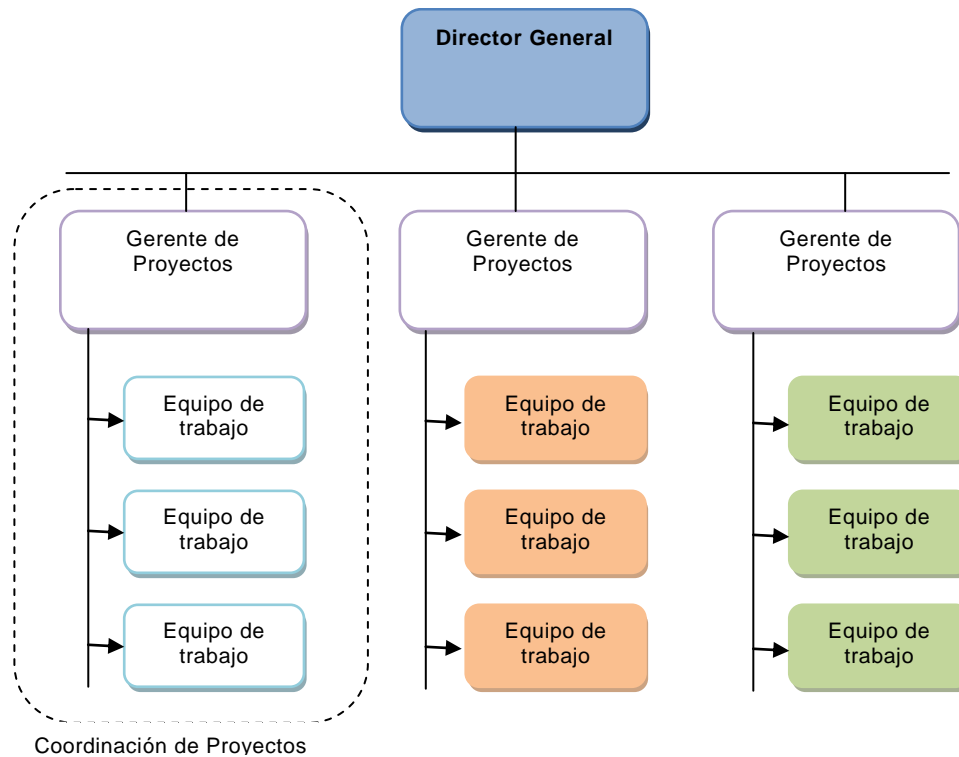 Director General
Gerente de
Proyectos
Gerente de
Proyectos
Gerente de
Proyectos
Equipo de
trabajo
Equipo de
trabajo
Equipo de
trabajo
Equipo de
trabajo
Equipo de
trabajo
Equipo de
trabajo
Equipo de
trabajo
Equipo de
trabajo
Equipo de
trabajo
Coordinación de Proyectos